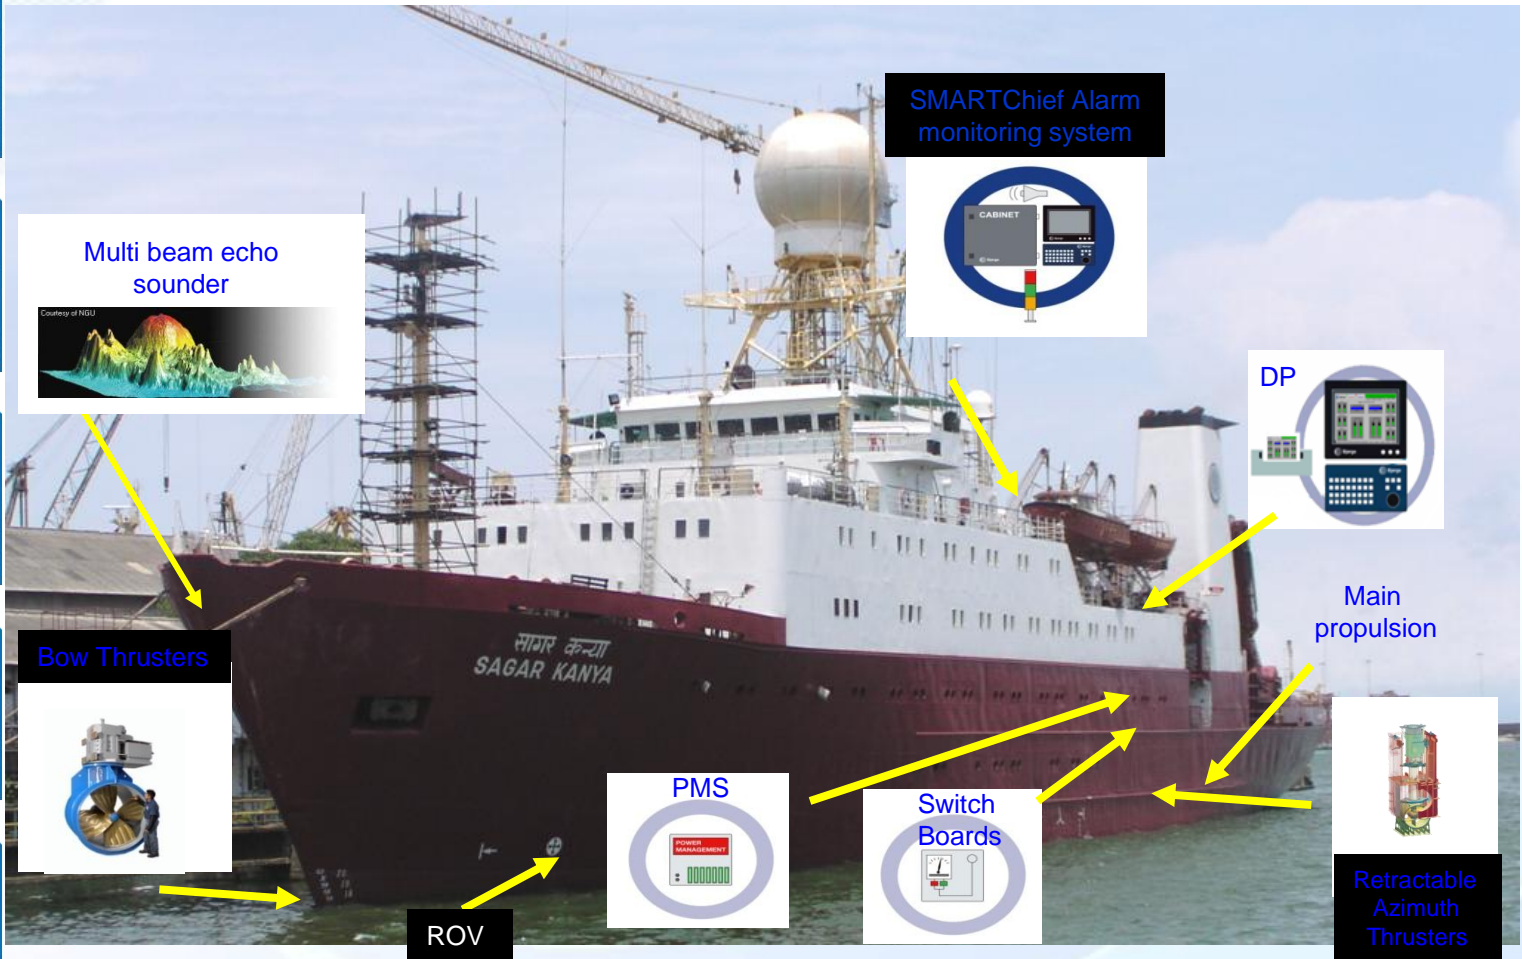 SMARTChief Alarm
monitoring system
CABINET
Multi beam echo
sounder
Courtesy of NGU
DP
Main
propulsion
Bow Thrusters
सागर कन्या
SAGAR KANYA
PMS
POWER
MANAGEMENT
Switch
Boards
Retractable
Azimuth
Thrusters
ROV